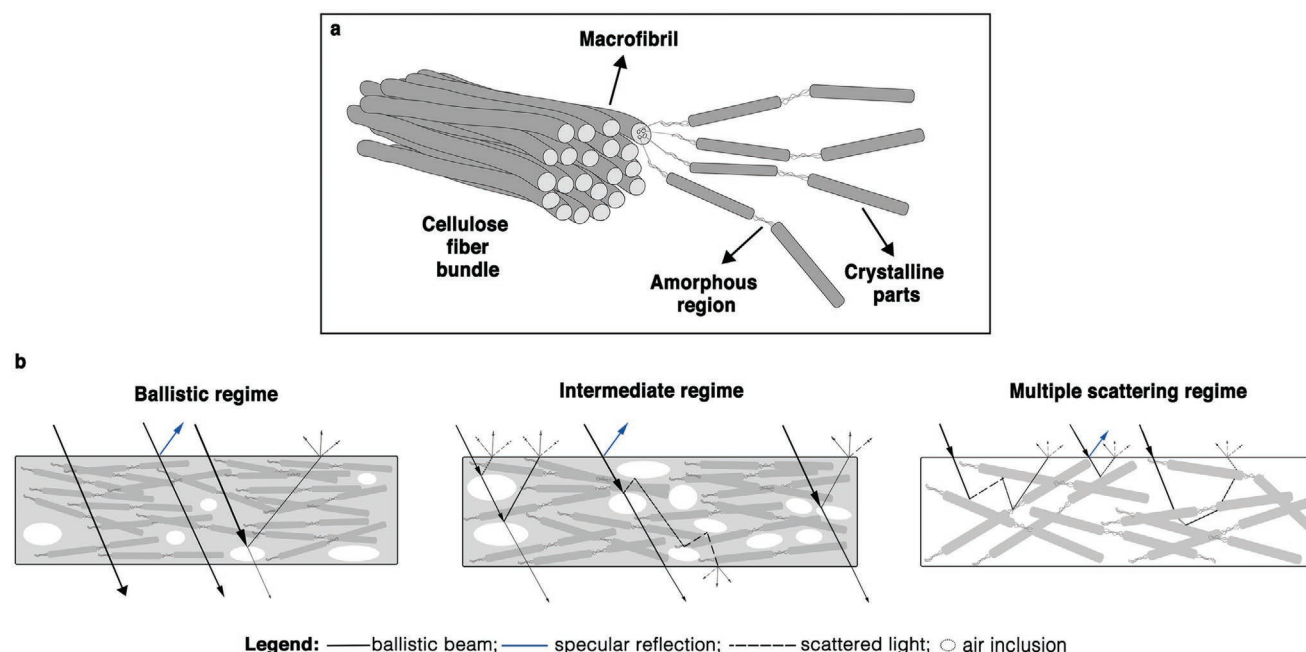 a
Macrofibril
Cellulose
fiber
bundle
Amorphous
region
Crystalline
parts
b
Ballistic regime
Intermediate regime
Multiple scattering regime
Legend: ballistic beam; specular reflection; scattered light; air inclusion